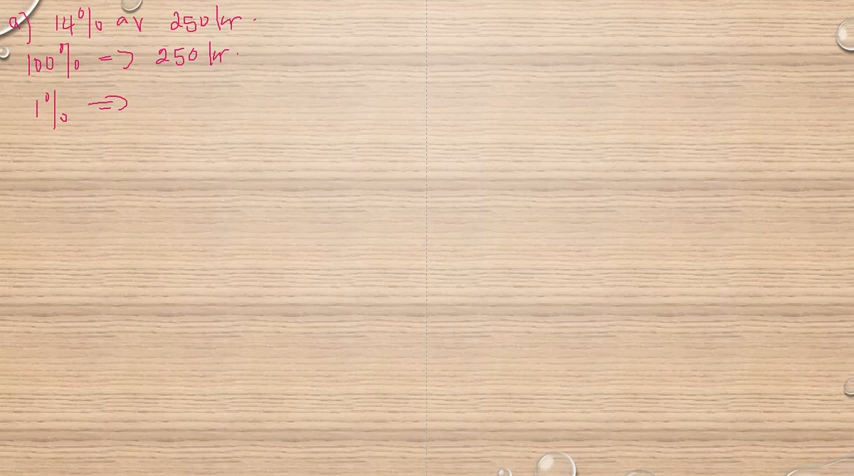 a) 14% av 250 kr.
100% => 250 kr.
1% =>